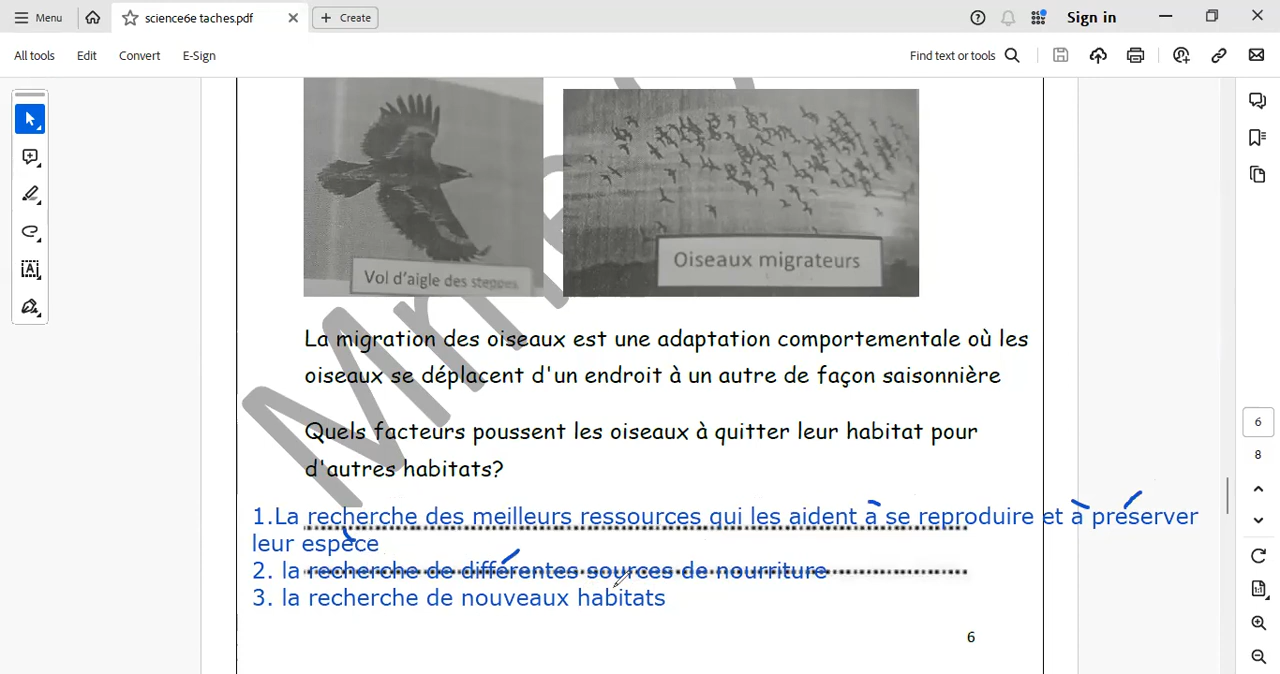 Menu
science6e taches.pdf
Create
Sign in
All tools
Edit
Convert
E-Sign
Find text or tools
Vol d'aigle des steppes
Oiseaux migrateurs
La migration des oiseaux est une adaptation comportementale où les
oiseaux se déplacent d'un endroit à un autre de façon saisonnière
Quels facteurs poussent les oiseaux à quitter leur habitat pour
d'autres habitats?
1.La recherche des meilleurs ressources qui les aident à se reproduire et à préserver
leur espèce
2. la recherche de différentes sources de nourriture
3. la recherche de nouveaux habitats
6
6
8